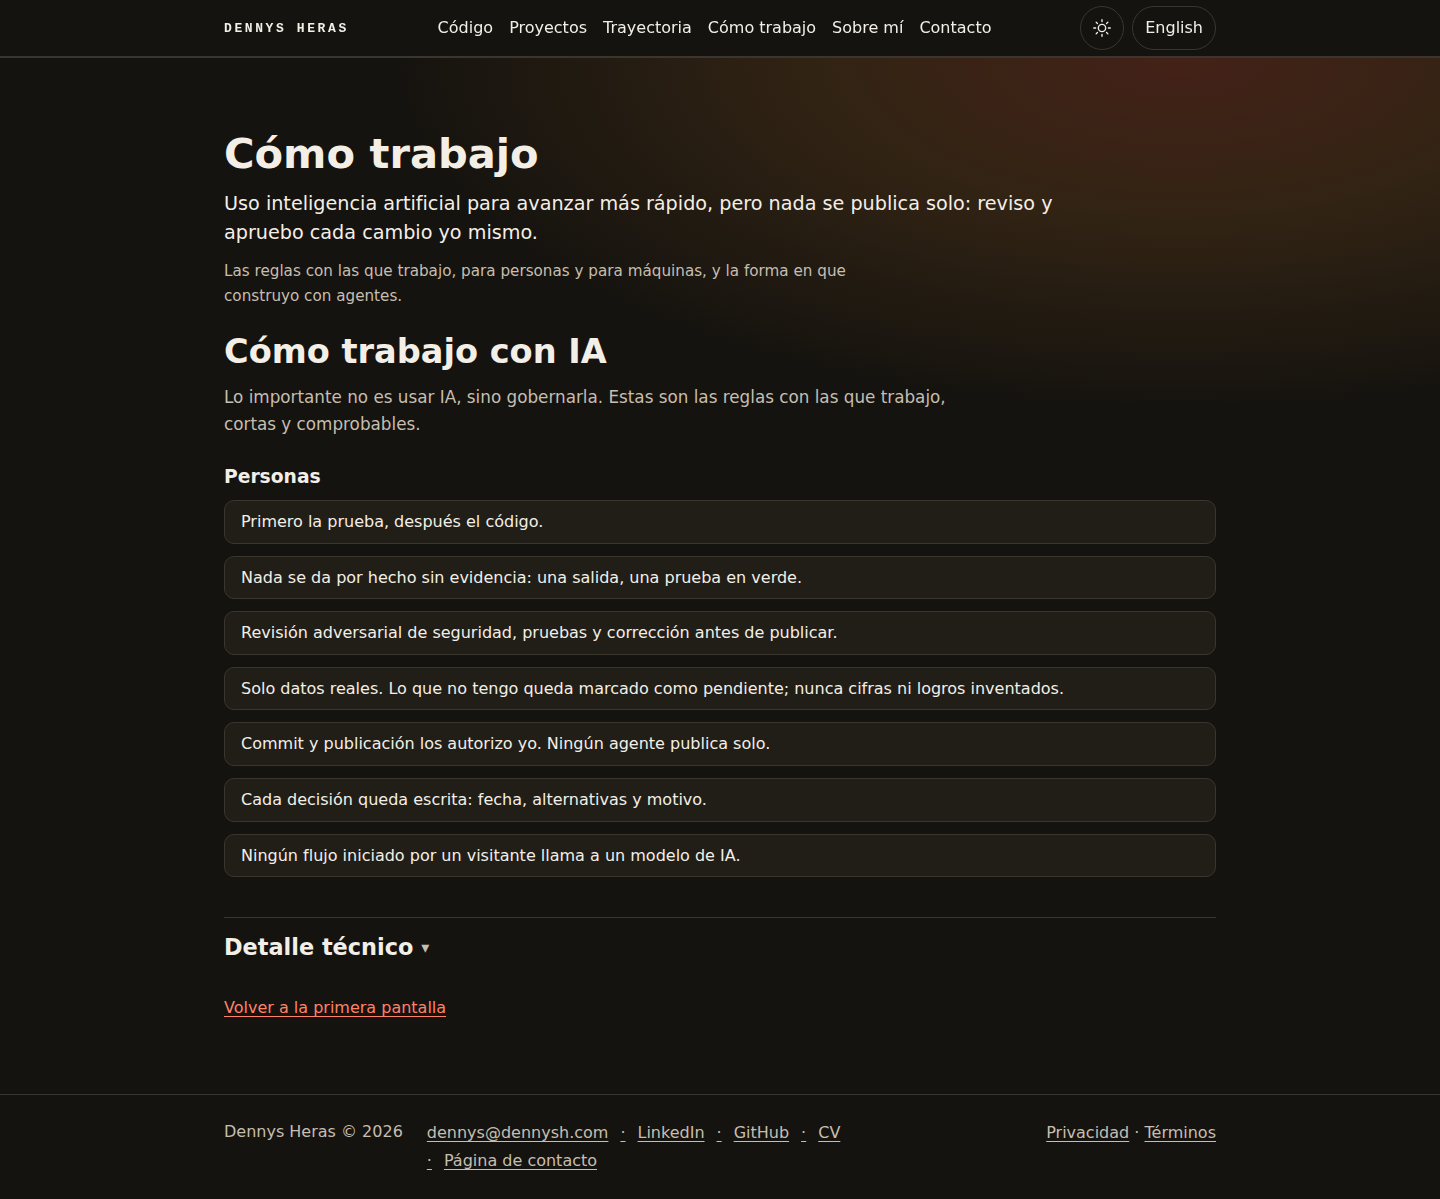 DENNYS HERAS
Código Proyectos Trayectoria Cómo trabajo Sobre mí Contacto
English
Cómo trabajo
Uso inteligencia artificial para avanzar más rápido, pero nada se publica solo: reviso y
apruebo cada cambio yo mismo.
Las reglas con las que trabajo, para personas y para máquinas, y la forma en que
construyo con agentes.
Cómo trabajo con IA
Lo importante no es usar IA, sino gobernarla. Estas son las reglas con las que trabajo,
cortas y comprobables.
Personas
Primero la prueba, después el código.
Nada se da por hecho sin evidencia: una salida, una prueba en verde.
Revisión adversarial de seguridad, pruebas y corrección antes de publicar.
Solo datos reales. Lo que no tengo queda marcado como pendiente; nunca cifras ni logros inventados.
Commit y publicación los autorizo yo. Ningún agente publica solo.
Cada decisión queda escrita: fecha, alternativas y motivo.
Ningún flujo iniciado por un visitante llama a un modelo de IA.
Detalle técnico ▾
Volver a la primera pantalla
Dennys Heras © 2026
dennys@dennysh.com · LinkedIn · GitHub · CV
· Página de contacto
Privacidad · Términos